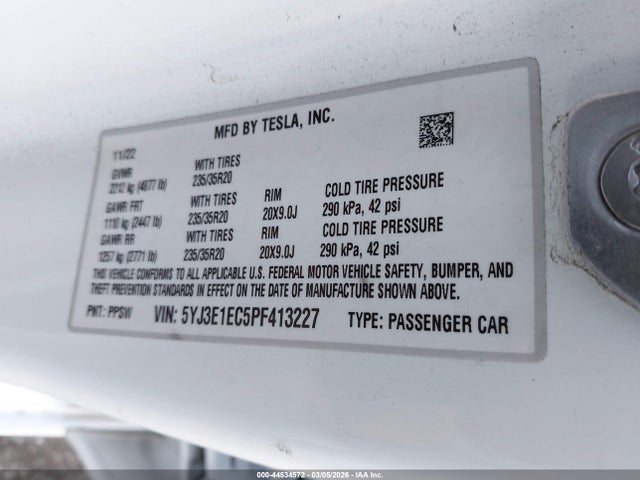 MFD BY TESLA, INC.
11/22
GVWR WITH TIRES
2212 kg (4877 lb) 235/35R20
GAWR FRT WITH TIRES RIM COLD TIRE PRESSURE
1110 kg (2447 lb) 235/35R20 20X9.0J 290 kPa, 42 psi
GAWR RR WITH TIRES RIM COLD TIRE PRESSURE
1257 kg (2771 lb) 235/35R20 20X9.0J 290 kPa, 42 psi
THIS VEHICLE CONFORMS TO ALL APPLICABLE U.S. FEDERAL MOTOR VEHICLE SAFETY, BUMPER, AND
THEFT PREVENTION STANDARDS IN EFFECT ON THE DATE OF MANUFACTURE SHOWN ABOVE.
PNT: PPSW VIN: 5YJ3E1EC5PF413227 TYPE: PASSENGER CAR
000-44534572 - 03/05/2026 - IAAI Inc.